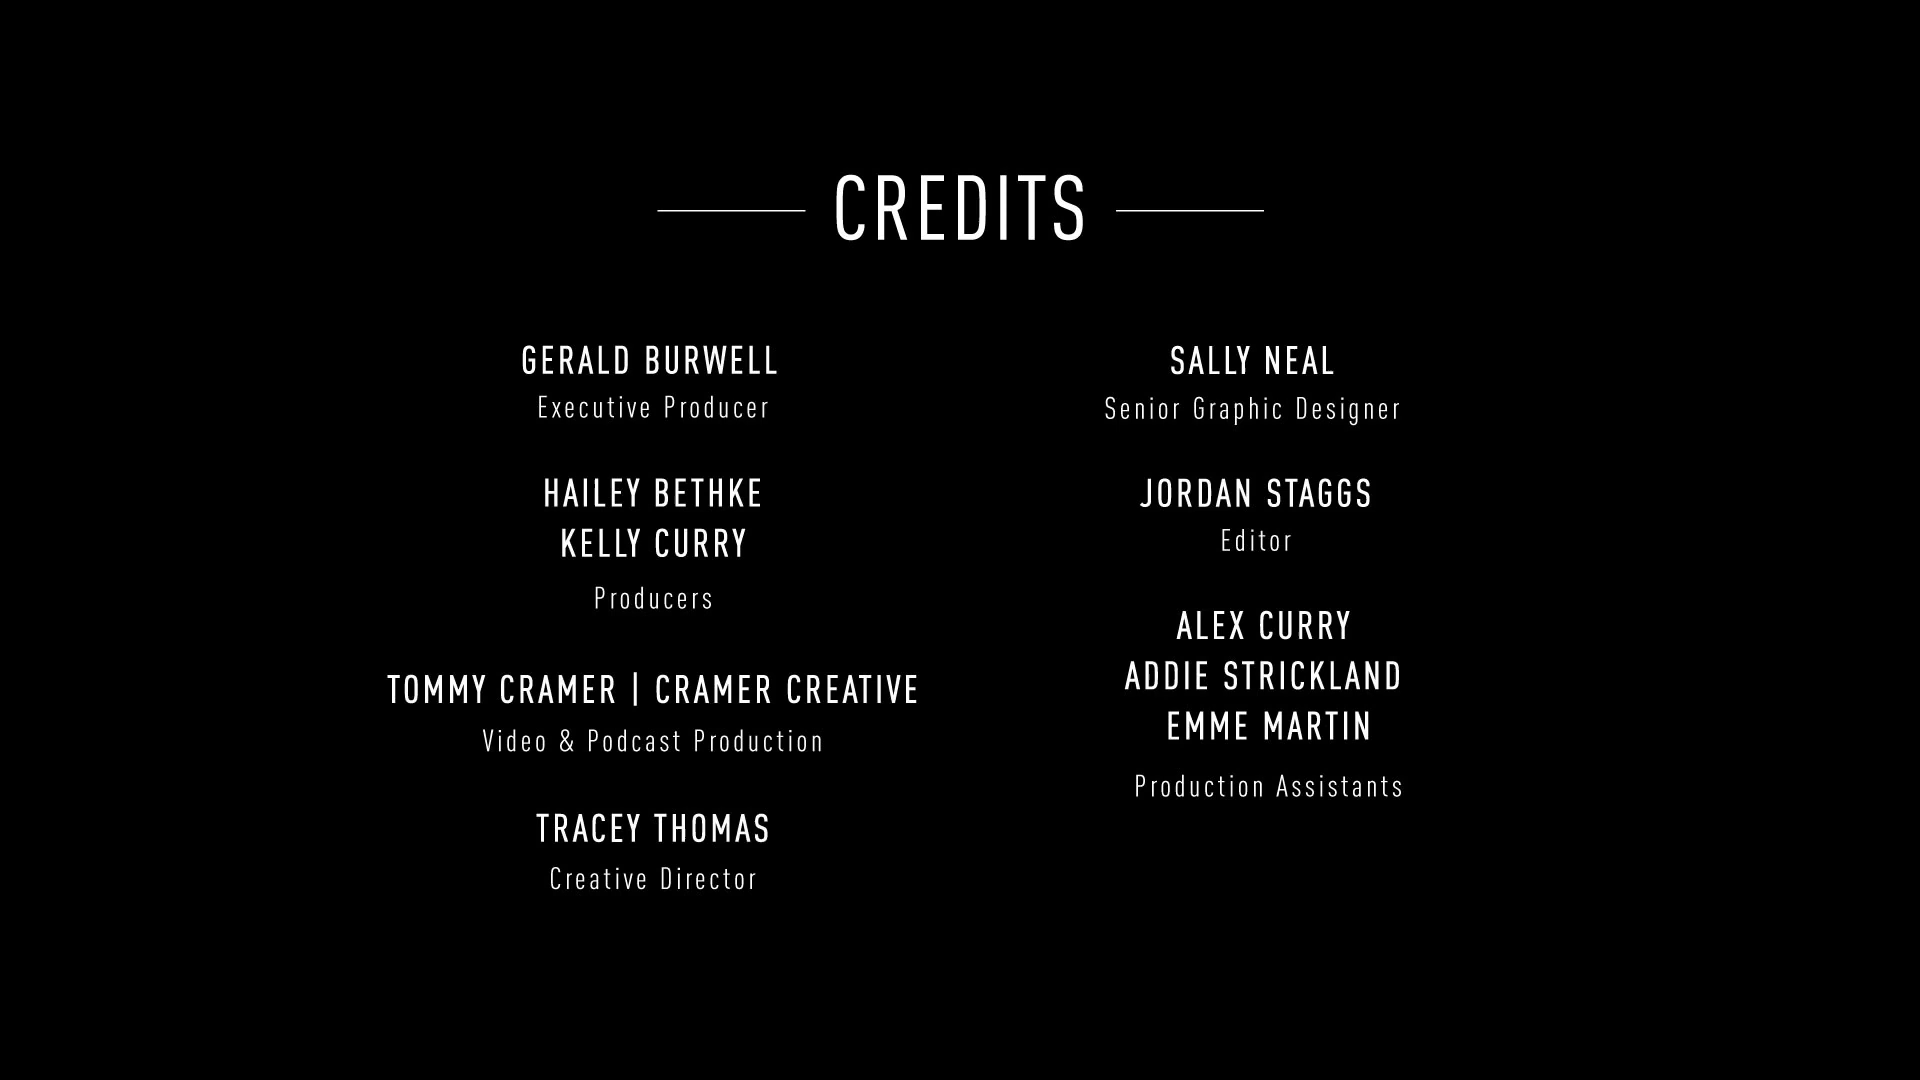 CREDITS
GERALD BURWELL
Executive Producer
HAILEY BETHKE
KELLY CURRY
Producers
TOMMY CRAMER | CRAMER CREATIVE
Video & Podcast Production
TRACEY THOMAS
Creative Director
SALLY NEAL
Senior Graphic Designer
JORDAN STAGGS
Editor
ALEX CURRY
ADDIE STRICKLAND
EMME MARTIN
Production Assistants